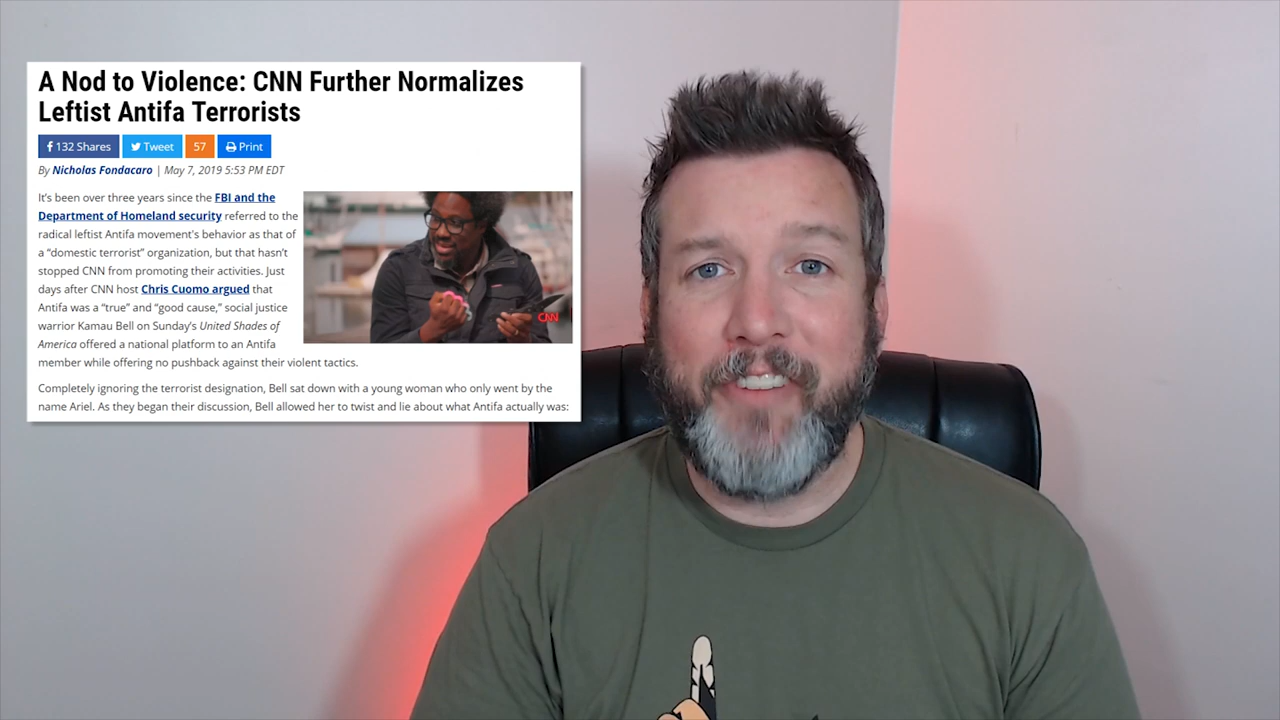 A Nod to Violence: CNN Further Normalizes
Leftist Antifa Terrorists
132 Shares Tweet 57 Print
By Nicholas Fondacaro | May 7, 2019 5:53 PM EDT
It's been over three years since the FBI and the
Department of Homeland security referred to the
radical leftist Antifa movement's behavior as that of
a “domestic terrorist” organization, but that hasn’t
stopped CNN from promoting their activities. Just
days after CNN host Chris Cuomo argued that
Antifa was a “true” and “good cause,” social justice
warrior Kamau Bell on Sunday’s United Shades of
America offered a national platform to an Antifa
member while offering no pushback against their violent tactics.
CNN
Completely ignoring the terrorist designation, Bell sat down with a young woman who only went by the
name Ariel. As they began their discussion, Bell allowed her to twist and lie about what Antifa actually was: